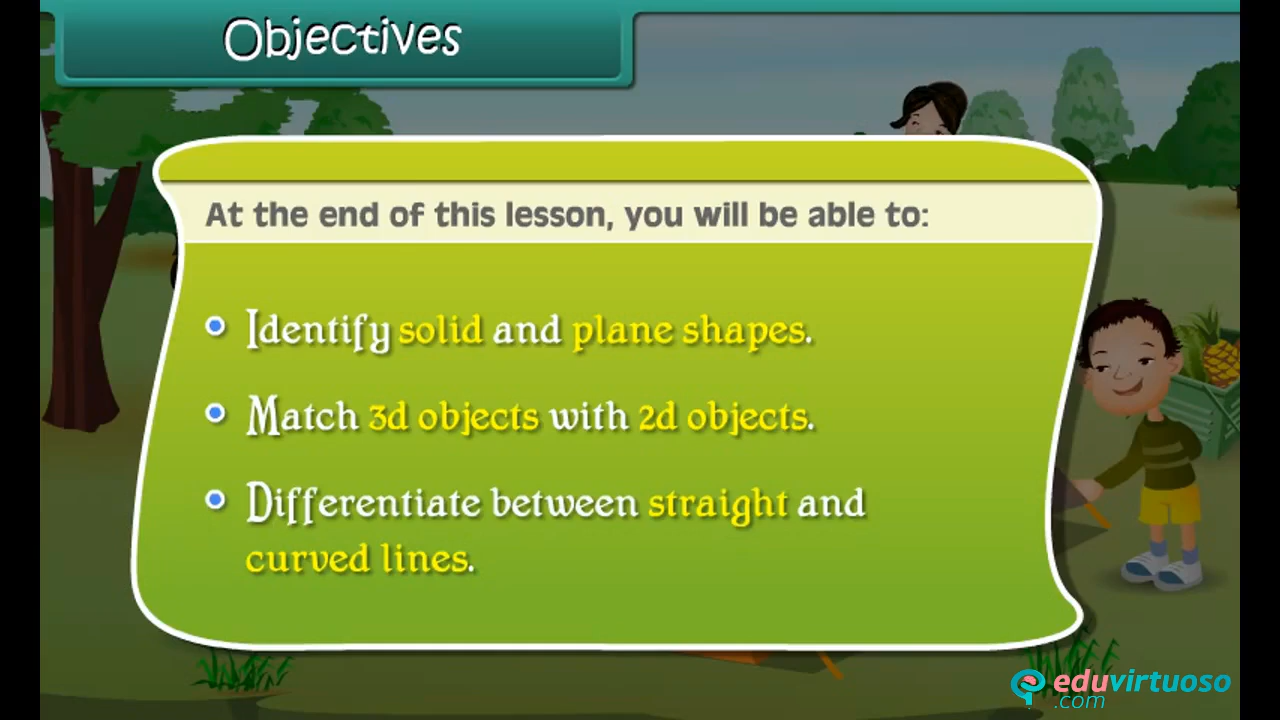 Objectives
At the end of this lesson, you will be able to:
Identify solid and plane shapes.
Match 3d objects with 2d objects.
Differentiate between straight and
curved lines.
eduvirtuoso
.com